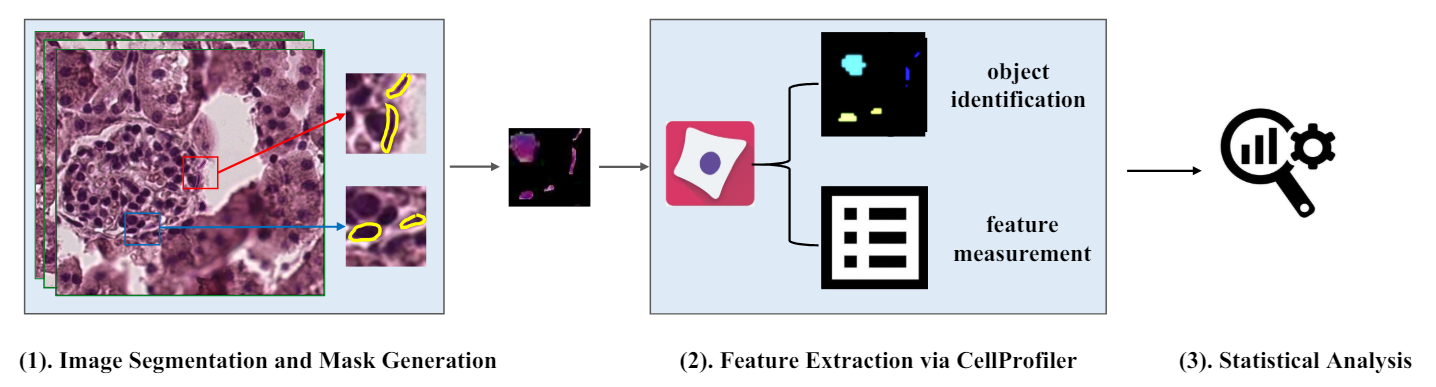 object
identification
feature
measurement
(1). Image Segmentation and Mask Generation
(2). Feature Extraction via CellProfiler
(3). Statistical Analysis